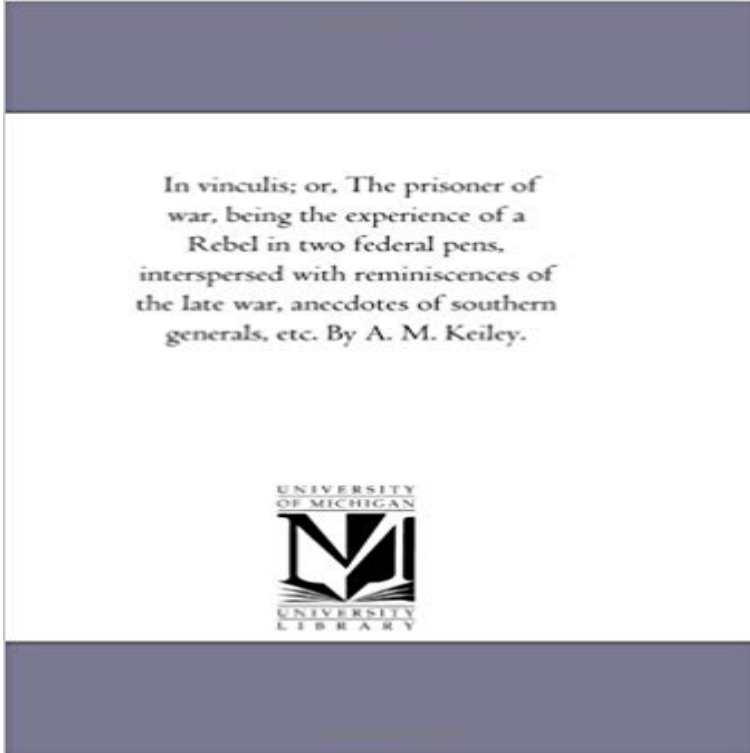 In vinculis; or, The prisoner of
war, being the experience of a
Rebel in two federal pens,
interspersed with reminiscences of
the late war, anecdotes of southern
generals, etc. By A. M. Keiley.
UNIVERSITY
OF MICHIGAN
M
UNIVERSITY
LIBRARY